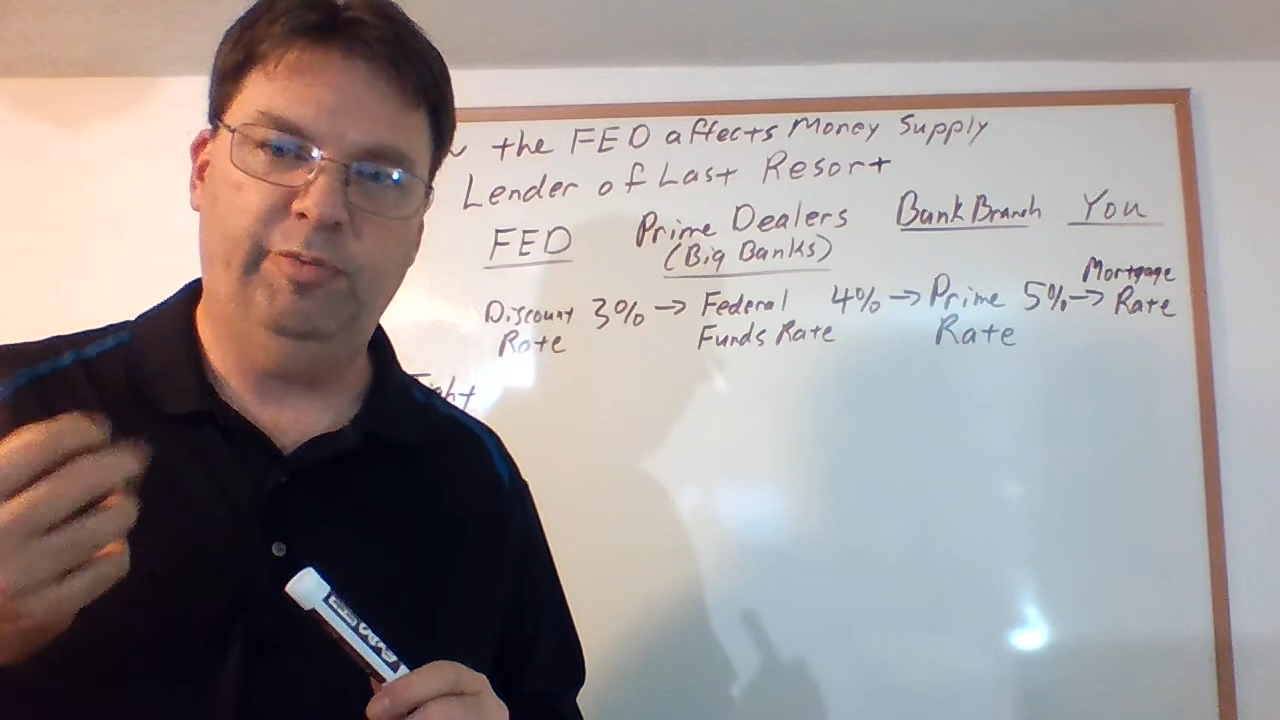 the FED affects Money Supply
Lender of Last Resort
FED Prime Dealers Bank Branch You
(Big Banks)
Discount 3% → Federal 4% → Prime 5% → Mortgage
Rate Funds Rate Rate Rate
EXPO